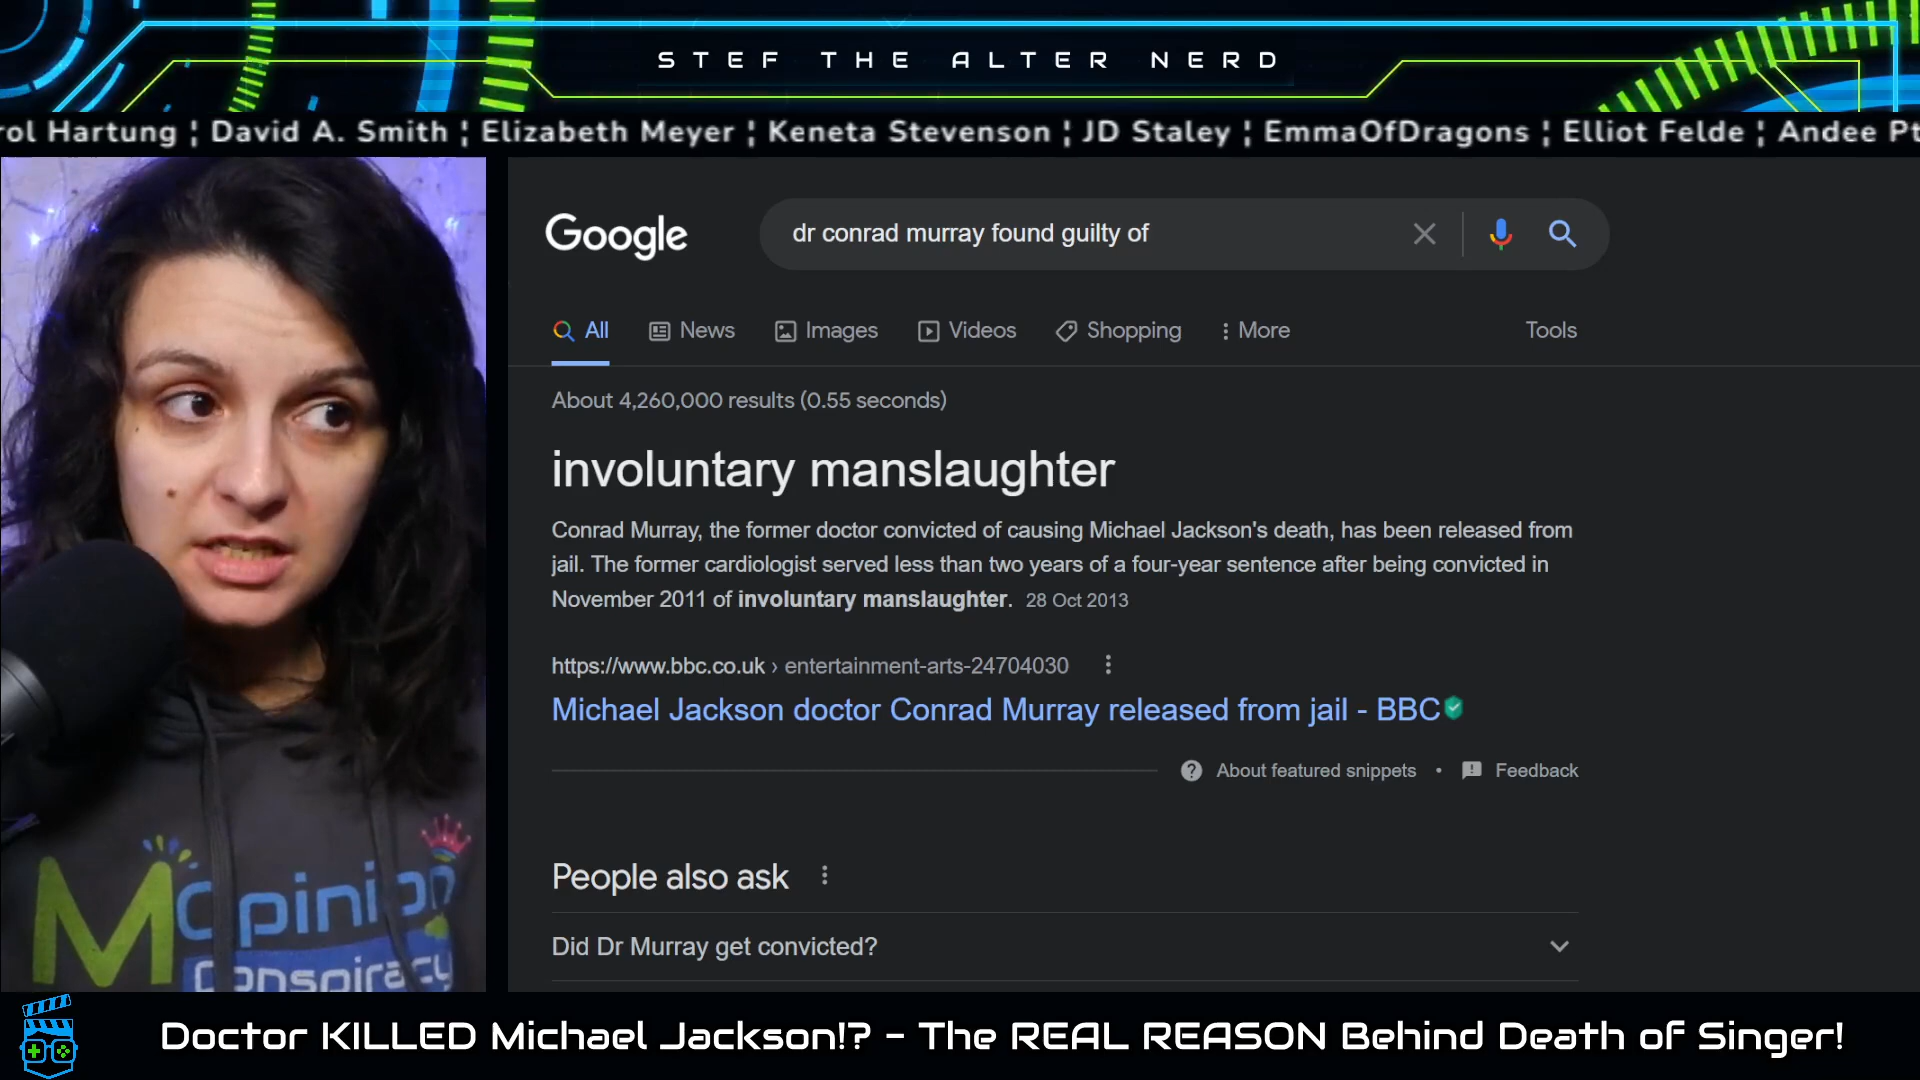 STEF THE ALTER NERD
rol Hartung ¦ David A. Smith ¦ Elizabeth Meyer ¦ Keneta Stevenson ¦ JD Staley ¦ EmmaOfDragons ¦ Elliot Felde ¦ Andee Pt
Google
dr conrad murray found guilty of
All News Images Videos Shopping More Tools
About 4,260,000 results (0.55 seconds)
involuntary manslaughter
Conrad Murray, the former doctor convicted of causing Michael Jackson's death, has been released from
jail. The former cardiologist served less than two years of a four-year sentence after being convicted in
November 2011 of involuntary manslaughter. 28 Oct 2013
https://www.bbc.co.uk › entertainment-arts-24704030
Michael Jackson doctor Conrad Murray released from jail - BBC
About featured snippets • Feedback
People also ask
Did Dr Murray get convicted?
Mopinion
Conspiracy
Doctor KILLED Michael Jackson!? - The REAL REASON Behind Death of Singer!